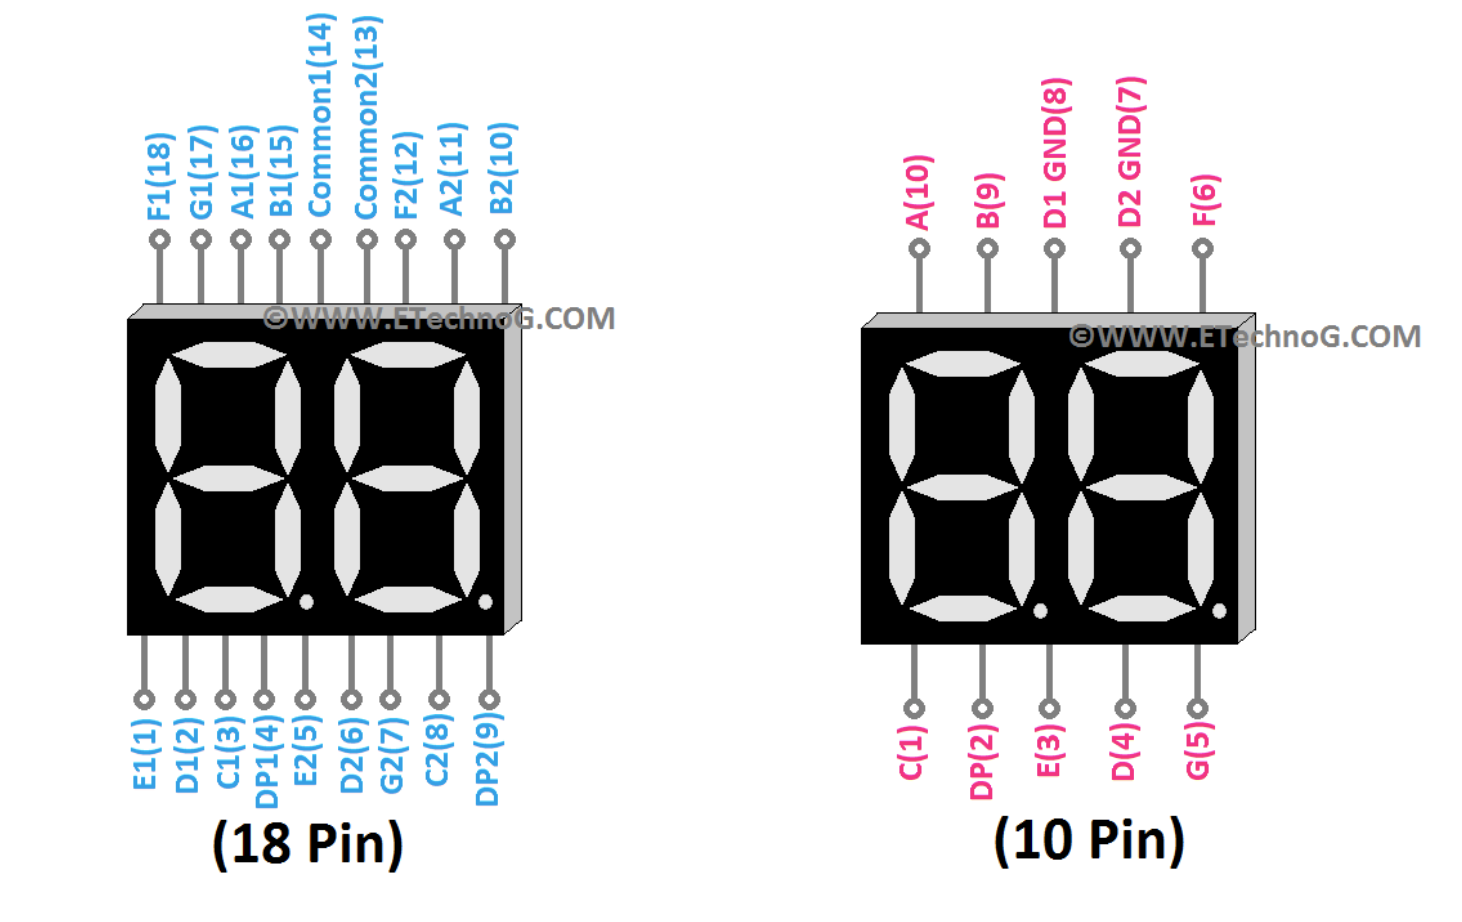 F1(18)
G1(17)
A1(16)
B1(15)
Common1(14)
Common2(13)
F2(12)
A2(11)
B2(10)
©WWW.ETechnoG.COM
E1(1)
D1(2)
C1(3)
DP1(4)
E2(5)
D2(6)
G2(7)
C2(8)
DP2(9)
(18 Pin)
A(10)
B(9)
D1 GND(8)
D2 GND(7)
F(6)
©WWW.ETechnoG.COM
C(1)
DP(2)
E(3)
D(4)
G(5)
(10 Pin)